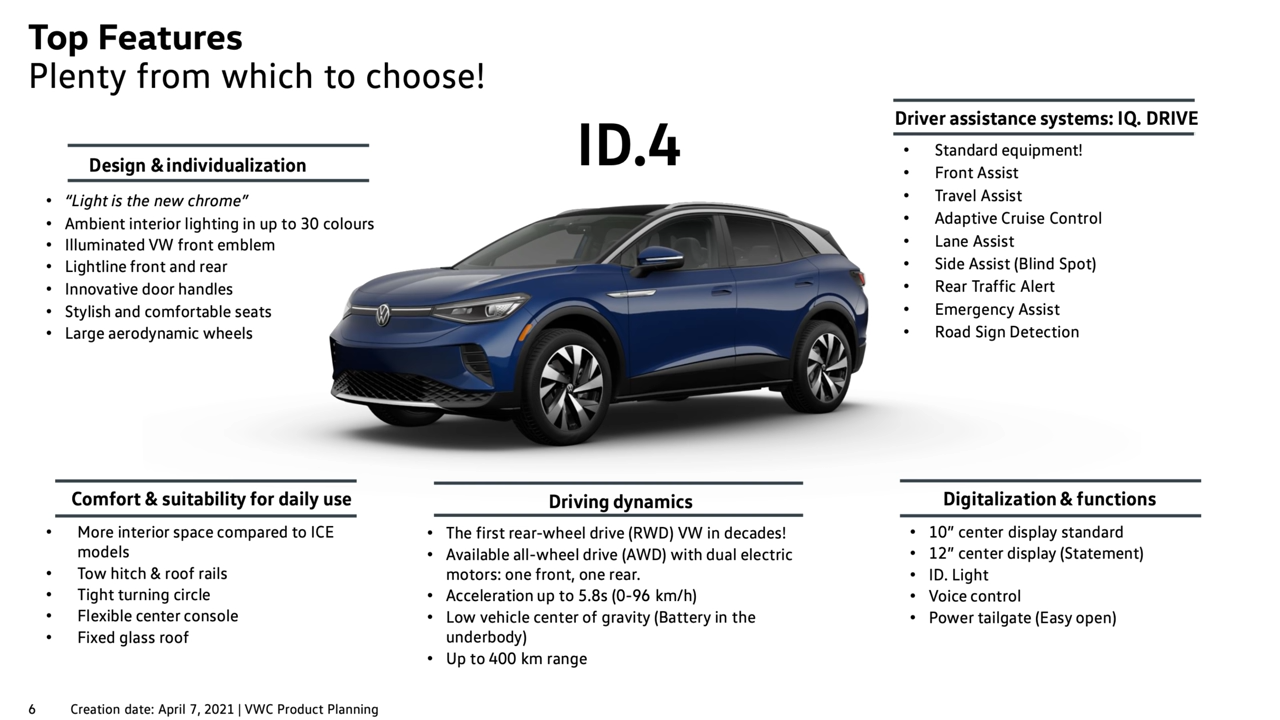 Top Features
Plenty from which to choose!
ID.4
Design & individualization
• “Light is the new chrome”
• Ambient interior lighting in up to 30 colours
• Illuminated VW front emblem
• Lightline front and rear
• Innovative door handles
• Stylish and comfortable seats
• Large aerodynamic wheels
Driver assistance systems: IQ. DRIVE
• Standard equipment!
• Front Assist
• Travel Assist
• Adaptive Cruise Control
• Lane Assist
• Side Assist (Blind Spot)
• Rear Traffic Alert
• Emergency Assist
• Road Sign Detection
Comfort & suitability for daily use
• More interior space compared to ICE
models
• Tow hitch & roof rails
• Tight turning circle
• Flexible center console
• Fixed glass roof
Driving dynamics
• The first rear-wheel drive (RWD) VW in decades!
• Available all-wheel drive (AWD) with dual electric
motors: one front, one rear.
• Acceleration up to 5.8s (0-96 km/h)
• Low vehicle center of gravity (Battery in the
underbody)
• Up to 400 km range
Digitalization & functions
• 10” center display standard
• 12” center display (Statement)
• ID. Light
• Voice control
• Power tailgate (Easy open)
6 Creation date: April 7, 2021 | VWC Product Planning